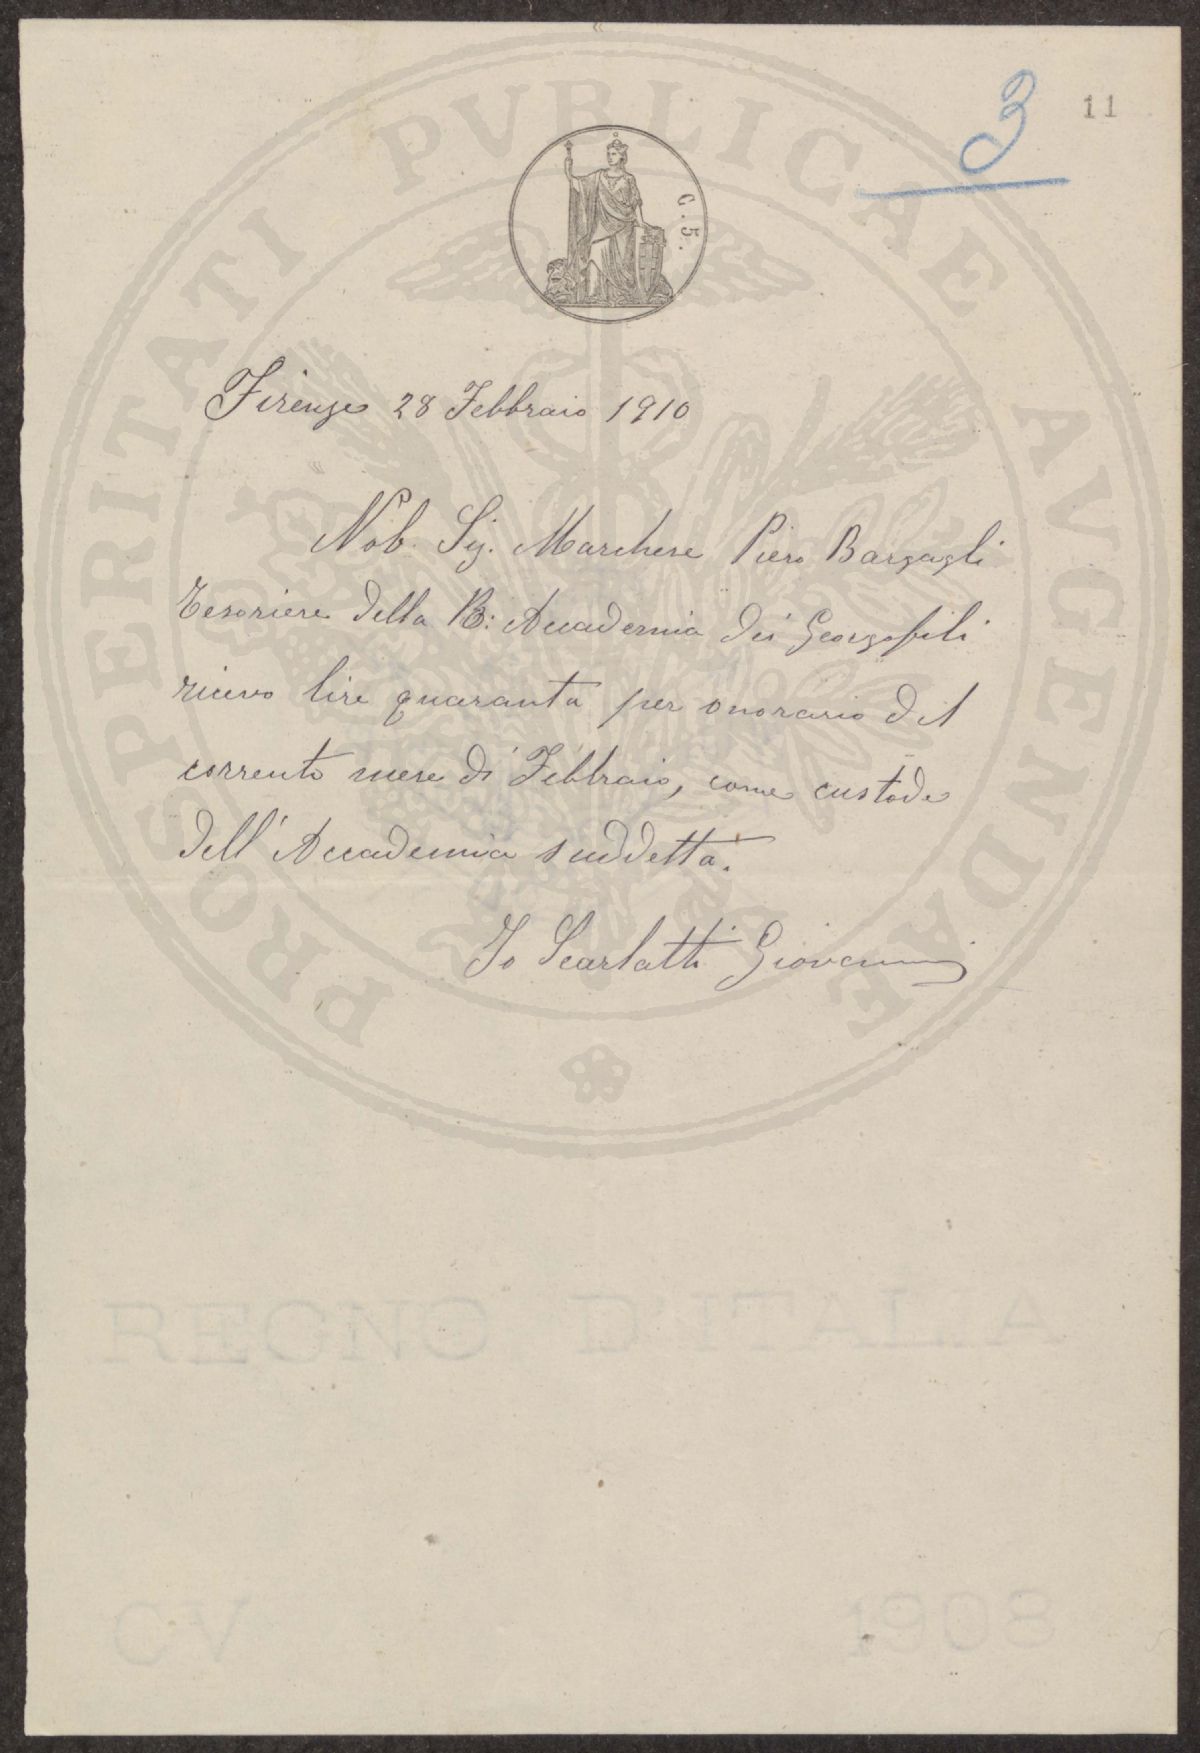 3
11
C. 5.
PROSPERITATI PVBLICAE AVGENDAE
Firenze 28 Febbraio 1910
Nob. Sig. Marchese Piero Bargagli
Tesoriere della R: Accademia dei Georgofili
ricevo lire quaranta per onorario del
corrente mese di Febbraio, come custode
dell'Accademia suddetta.
Io Scarlatti Giovanni
REGNO D'ITALIA
CV 1908